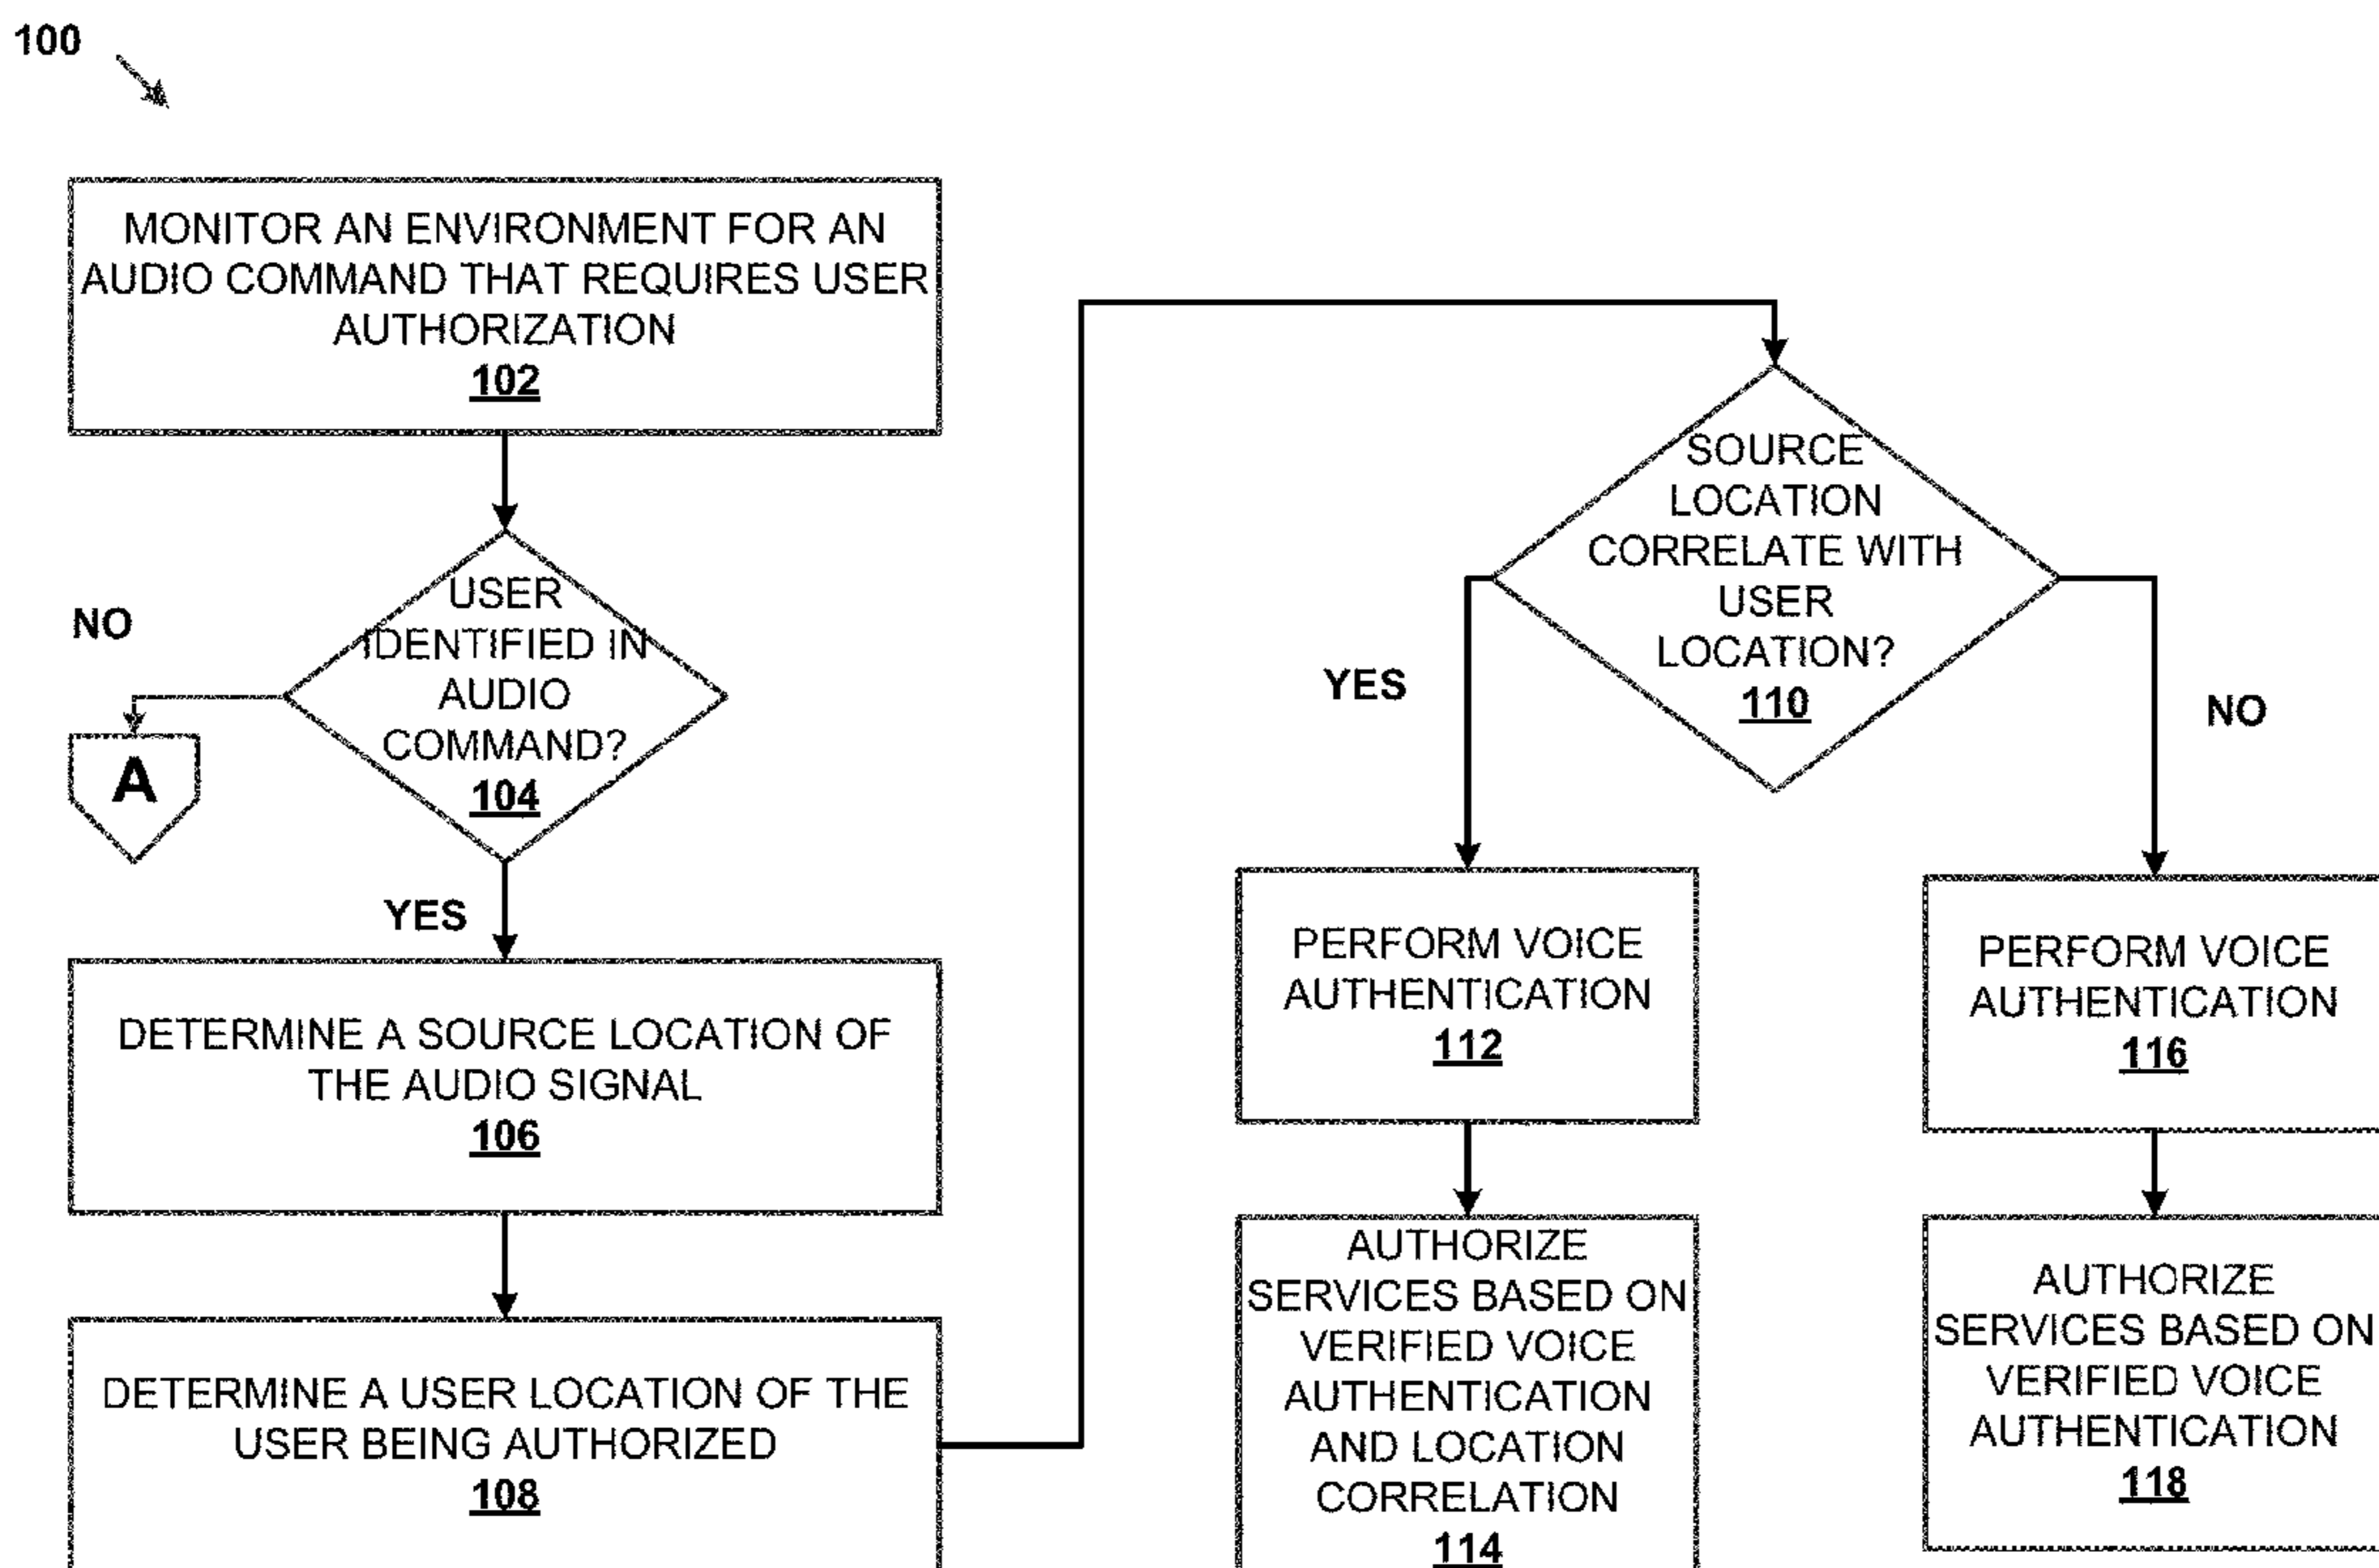 100
MONITOR AN ENVIRONMENT FOR AN
AUDIO COMMAND THAT REQUIRES USER
AUTHORIZATION
102
USER
IDENTIFIED IN
AUDIO
COMMAND?
104
NO
A
YES
DETERMINE A SOURCE LOCATION OF
THE AUDIO SIGNAL
106
DETERMINE A USER LOCATION OF THE
USER BEING AUTHORIZED
108
SOURCE
LOCATION
CORRELATE WITH
USER
LOCATION?
110
YES
NO
PERFORM VOICE
AUTHENTICATION
112
AUTHORIZE
SERVICES BASED ON
VERIFIED VOICE
AUTHENTICATION
AND LOCATION
CORRELATION
114
PERFORM VOICE
AUTHENTICATION
116
AUTHORIZE
SERVICES BASED ON
VERIFIED VOICE
AUTHENTICATION
118